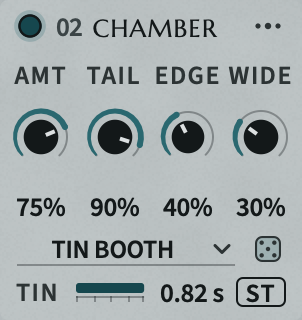 02 CHAMBER
AMT TAIL EDGE WIDE
75% 90% 40% 30%
TIN BOOTH
TIN 0.82 s ST